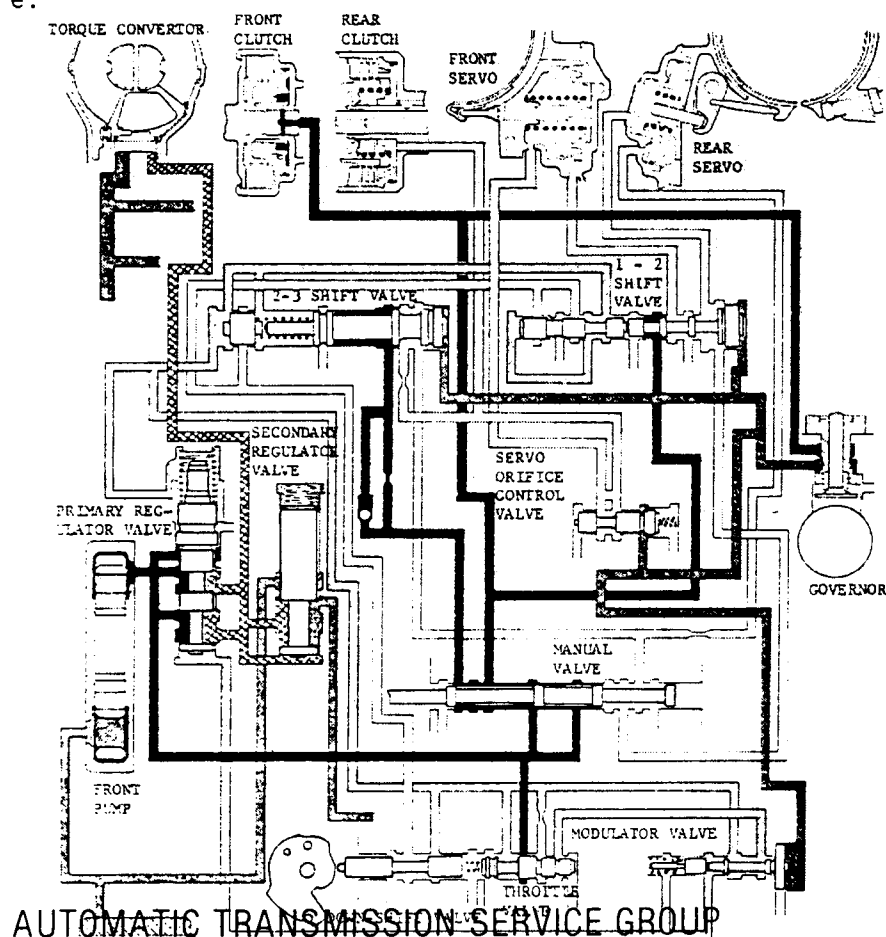 e.
TORQUE CONVERTOR
FRONT
CLUTCH
REAR
CLUTCH
FRONT
SERVO
REAR
SERVO
1 - 2
SHIFT
VALVE
2-3 SHIFT VALVE
SECONDARY
REGULATOR
VALVE
SERVO
ORIFICE
CONTROL
VALVE
PRIMARY REG-
ULATOR VALVE
GOVERNOR
MANUAL
VALVE
FRONT
PUMP
MODULATOR VALVE
THROTTLE
VALVE
DOWNSHIFT VALVE
AUTOMATIC TRANSMISSION SERVICE GROUP